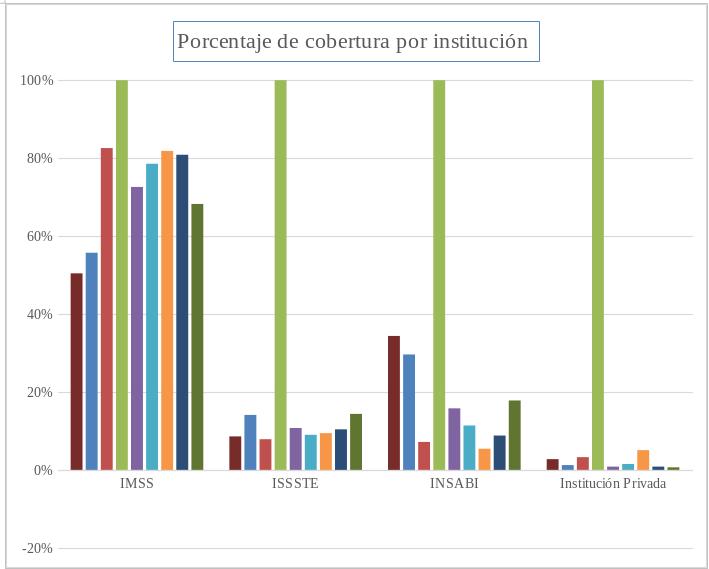 Porcentaje de cobertura por institución
100%
80%
60%
40%
20%
0%
IMSS
ISSSTE
INSABI
Institución Privada
-20%